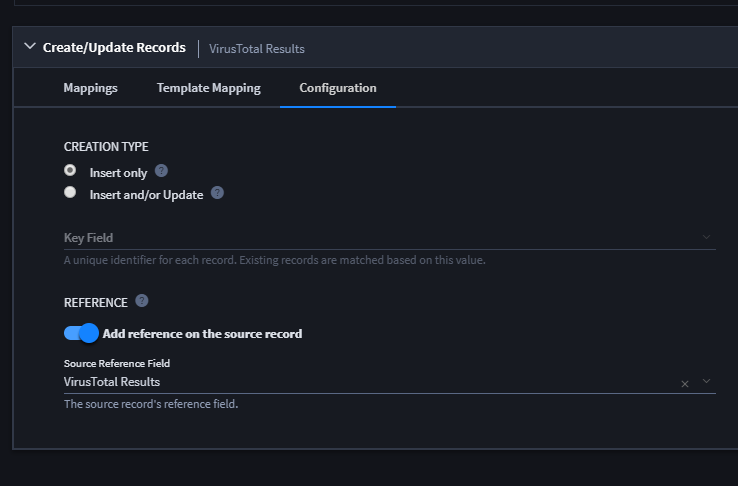 Create/Update Records | VirusTotal Results
Mappings Template Mapping Configuration
CREATION TYPE
Insert only ?
Insert and/or Update ?
Key Field
A unique identifier for each record. Existing records are matched based on this value.
REFERENCE ?
Add reference on the source record
Source Reference Field
VirusTotal Results
The source record's reference field.